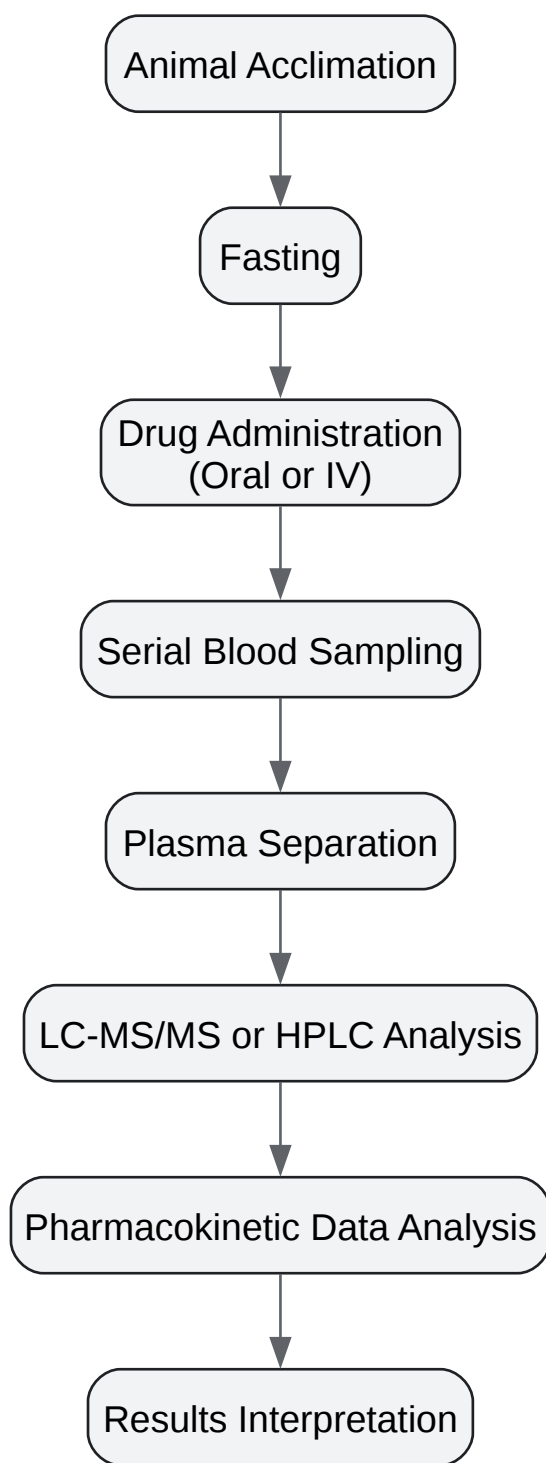 Animal Acclimation
Fasting
Drug Administration
(Oral or IV)
Serial Blood Sampling
Plasma Separation
LC-MS/MS or HPLC Analysis
Pharmacokinetic Data Analysis
Results Interpretation